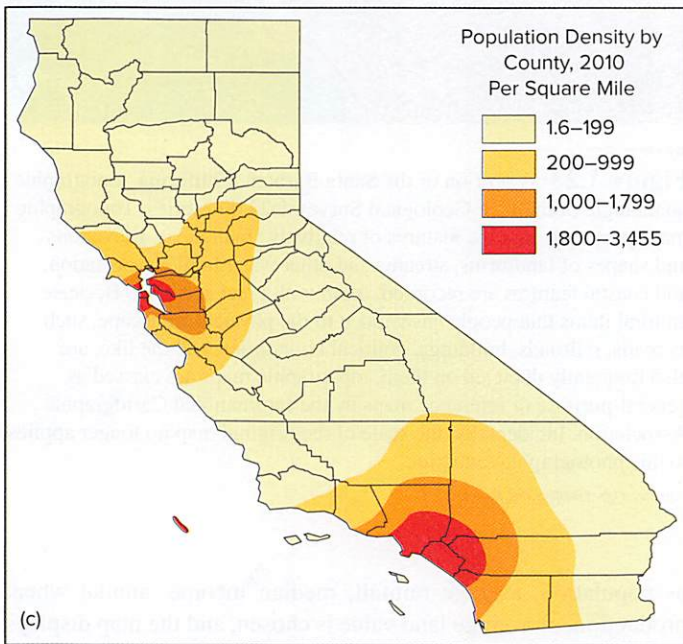 Population Density by
County, 2010
Per Square Mile
1.6–199
200–999
1,000–1,799
1,800–3,455
(c)